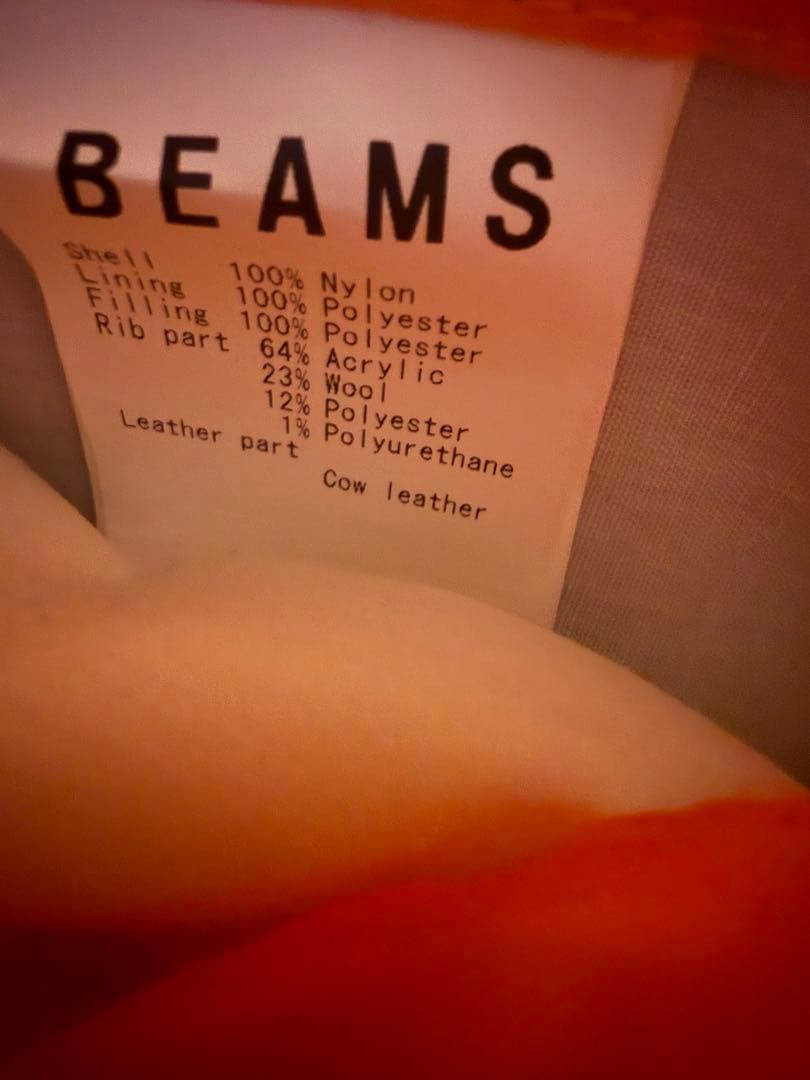 BEAMS
Shell 100% Nylon
Lining 100% Polyester
Filling 100% Polyester
Rib part 64% Acrylic
23% Wool
12% Polyester
1% Polyurethane
Leather part
Cow leather